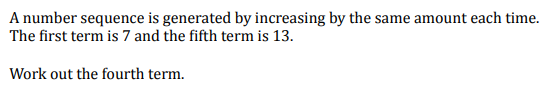 A number sequence is generated by increasing by the same amount each time.
The first term is 7 and the fifth term is 13.
Work out the fourth term.